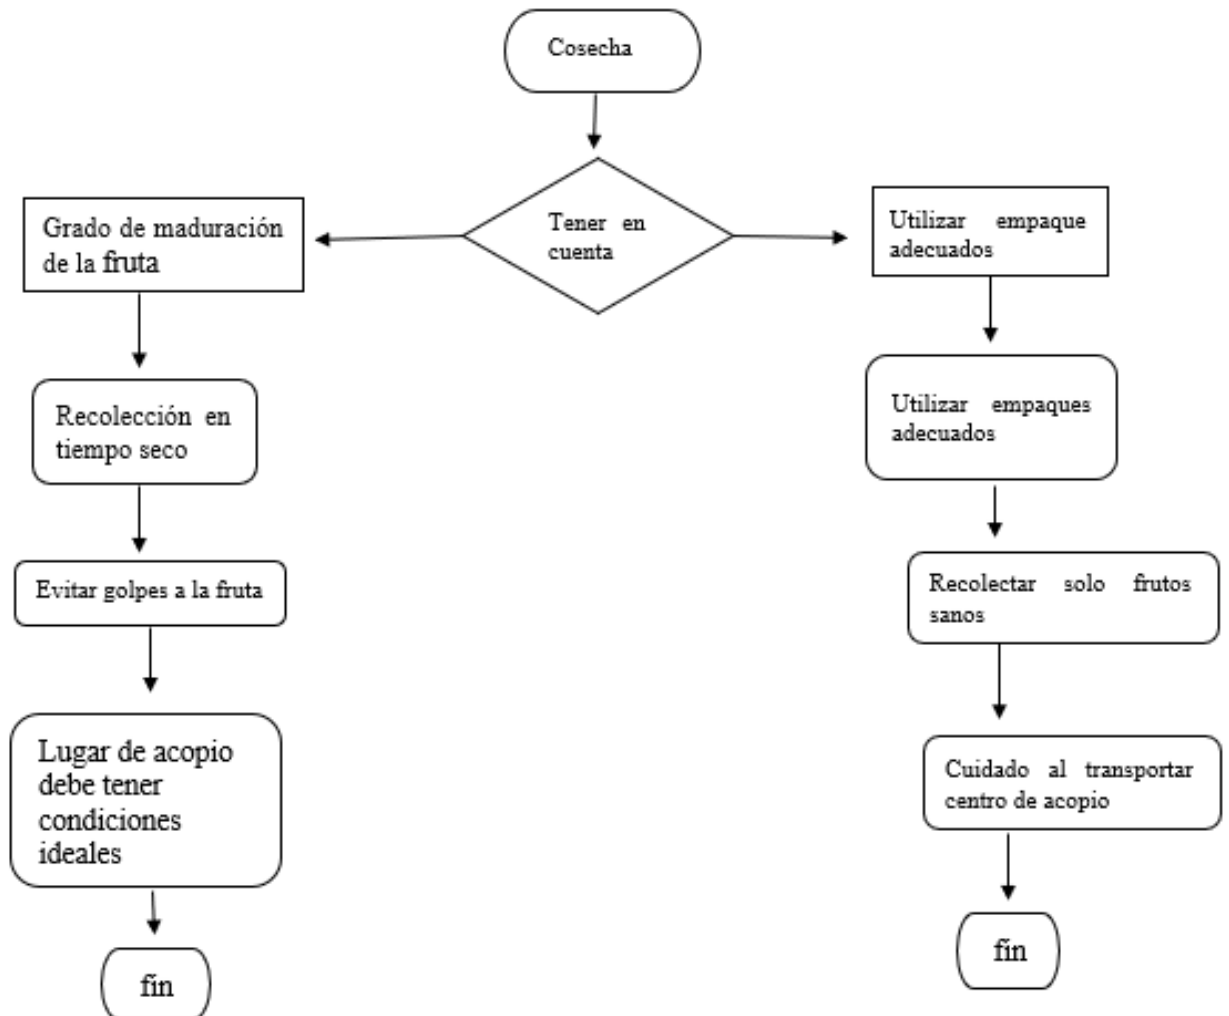 Cosecha
Tener en
cuenta
Grado de maduración
de la fruta
Recolección en
tiempo seco
Evitar golpes a la fruta
Lugar de acopio
debe tener
condiciones
ideales
fin
Utilizar empaque
adecuados
Utilizar empaques
adecuados
Recolectar solo frutos
sanos
Cuidado al transportar
centro de acopio
fin